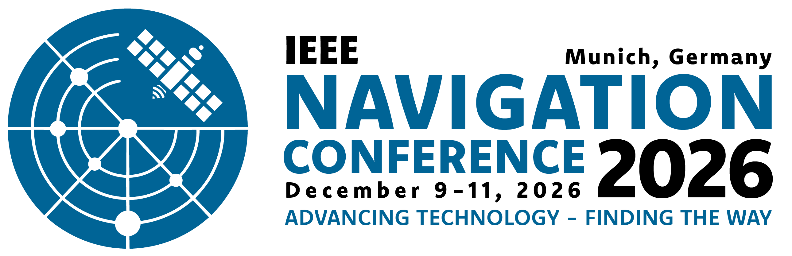 IEEE
Munich, Germany
NAVIGATION
CONFERENCE 2026
December 9-11, 2026
ADVANCING TECHNOLOGY – FINDING THE WAY